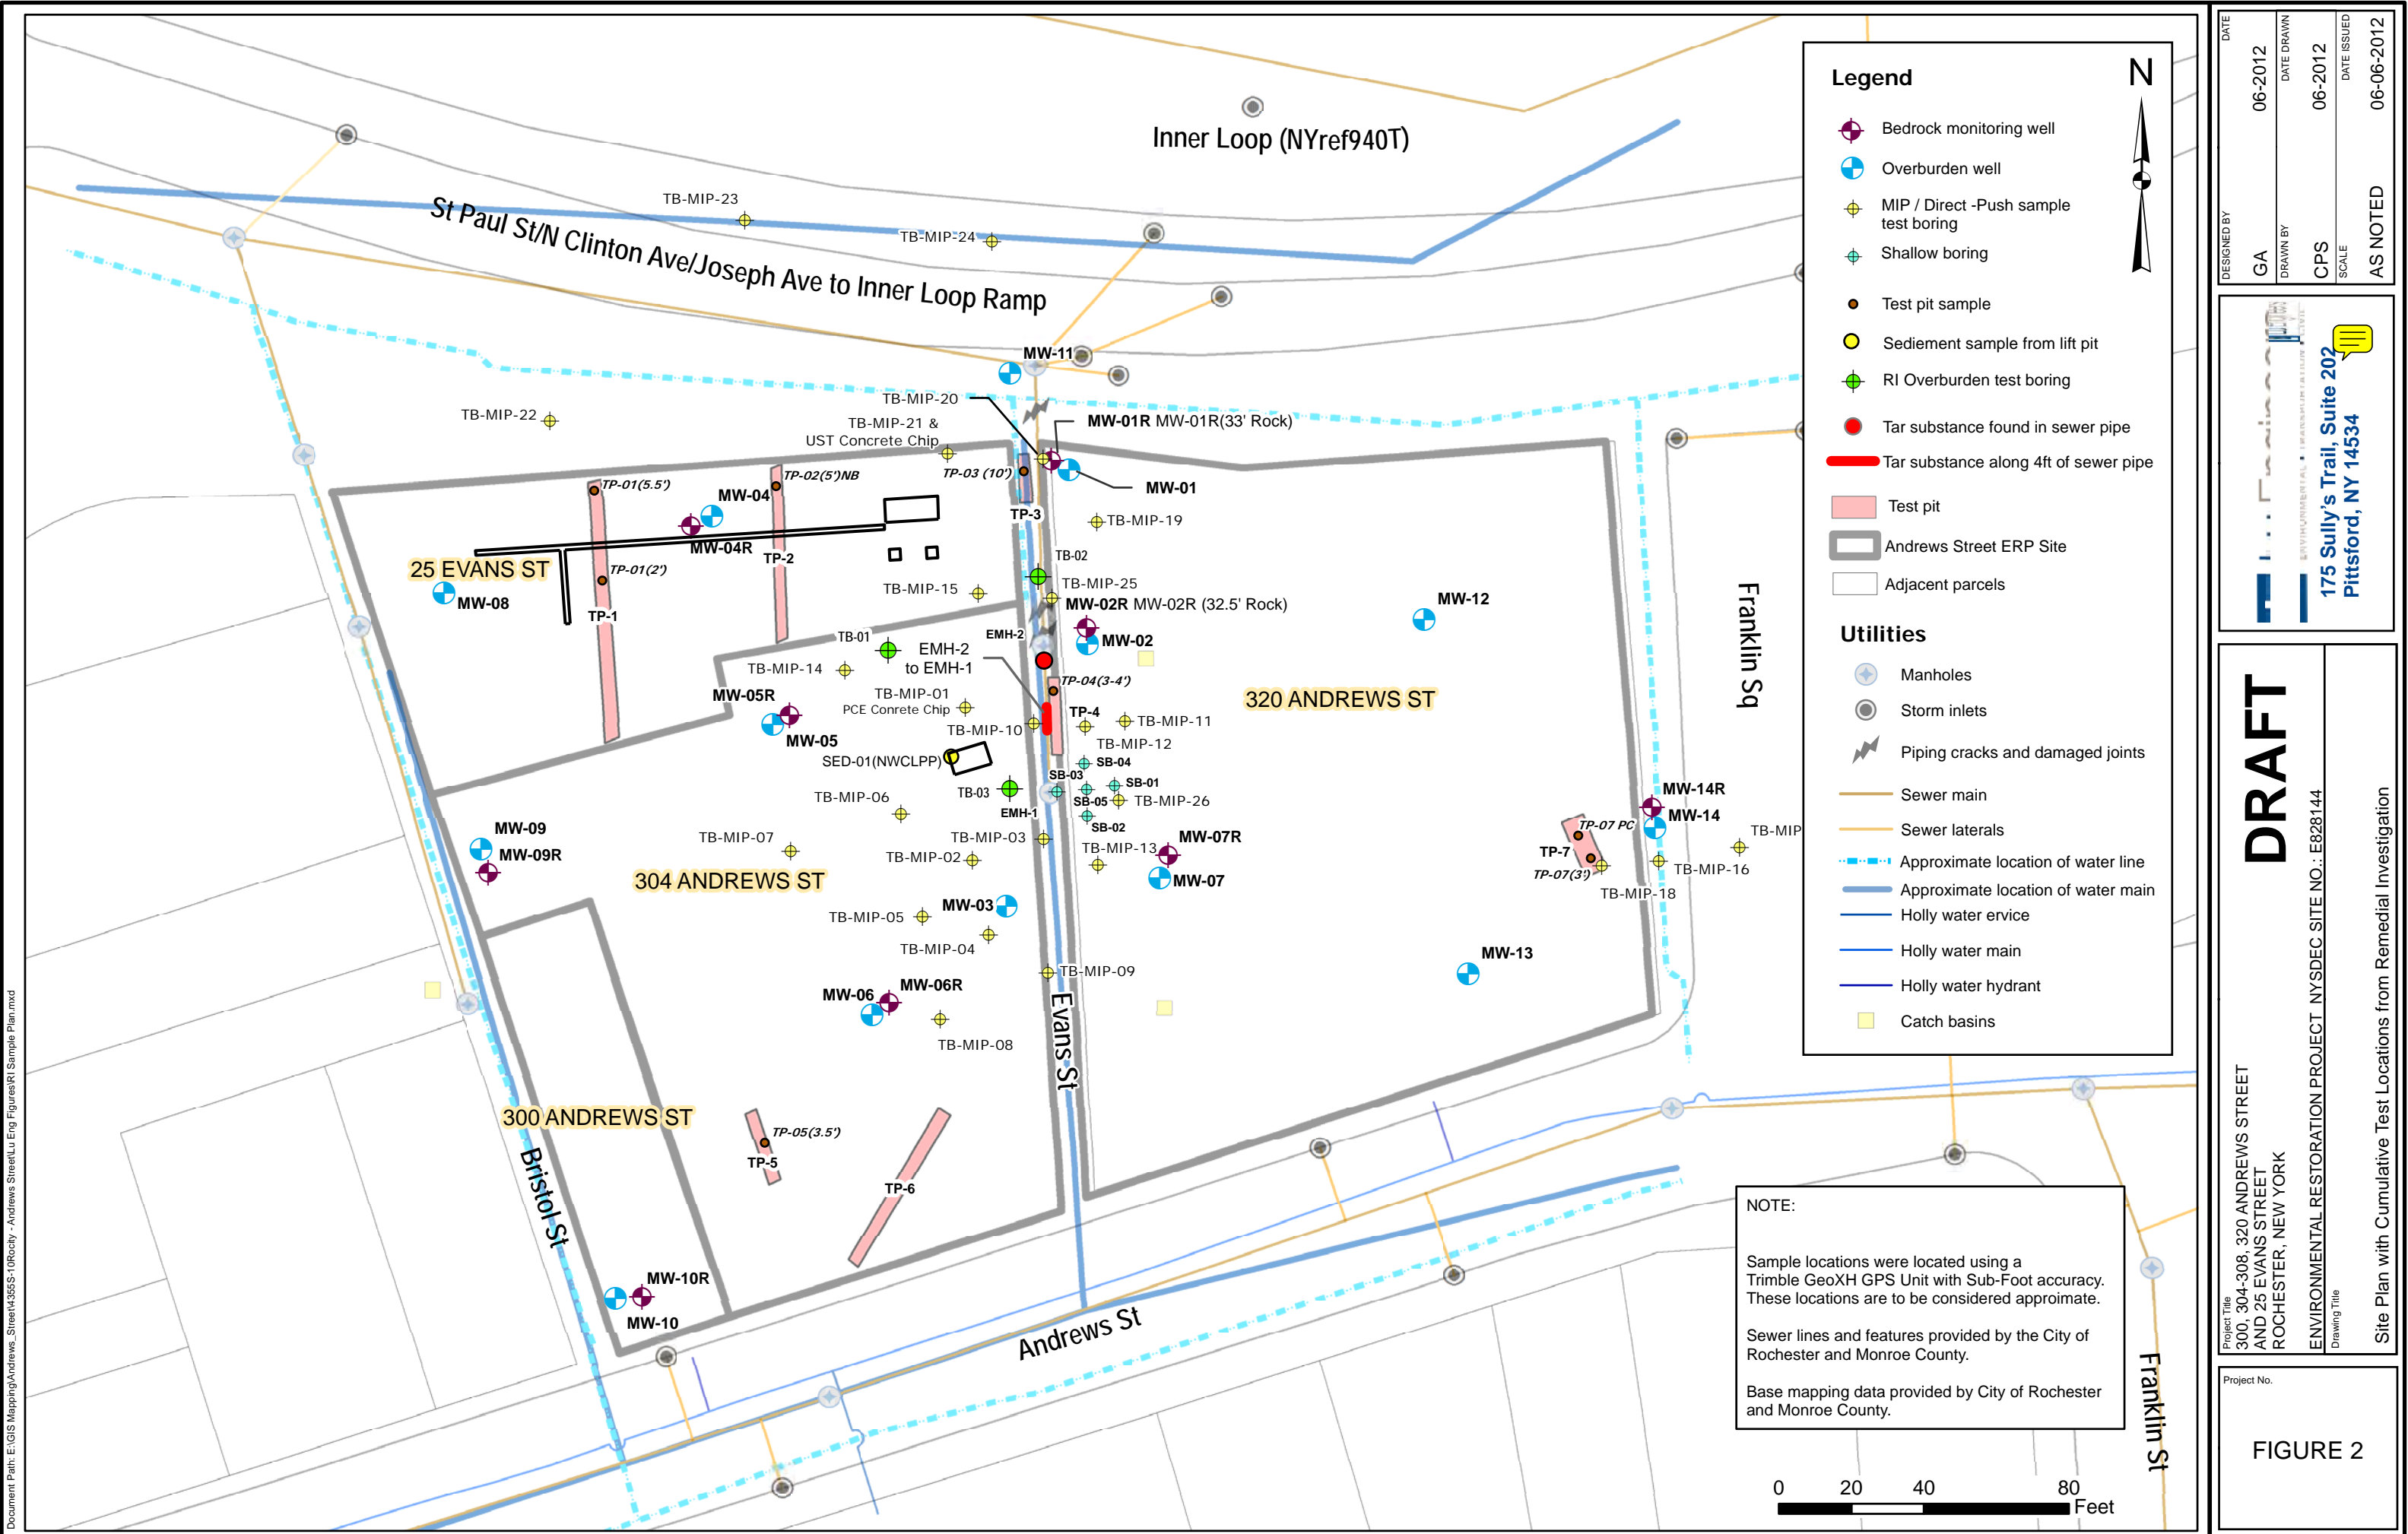 Inner Loop (NYref940T)
St Paul St/N Clinton Ave/Joseph Ave to Inner Loop Ramp
TB-MIP-23
TB-MIP-24
MW-11
TB-MIP-20
TB-MIP-22
TB-MIP-21 &
UST Concrete Chip
MW-01R MW-01R(33' Rock)
TP-01(5.5')
TP-02(5')NB
TP-03 (10')
MW-01
MW-04
TP-3
TB-MIP-19
MW-04R
TP-2
TB-02
25 EVANS ST
TP-01(2')
TB-MIP-15
TB-MIP-25
MW-08
TP-1
MW-02R MW-02R (32.5' Rock)
MW-12
TB-01
EMH-2
MW-02
EMH-2
to EMH-1
TB-MIP-14
TP-04(3-4')
MW-05R
TB-MIP-01
PCE Conrete Chip
320 ANDREWS ST
TP-4
TB-MIP-11
TB-MIP-10
MW-05
TB-MIP-12
SED-01(NWCLPP)
SB-04
SB-03
SB-01
TB-03
SB-05
TB-MIP-26
TB-MIP-06
EMH-1
SB-02
MW-14R
MW-14
MW-09
TB-MIP-07
TB-MIP-03
MW-07R
TP-07 PC
TB-MIP
MW-09R
TB-MIP-02
TB-MIP-13
TP-7
TB-MIP-16
304 ANDREWS ST
MW-07
TP-07(3')
TB-MIP-18
TB-MIP-05
MW-03
TB-MIP-04
TB-MIP-09
MW-13
MW-06
MW-06R
TB-MIP-08
Evans St
300 ANDREWS ST
TP-05(3.5')
TP-5
TP-6
Bristol St
MW-10R
MW-10
Andrews St
Franklin Sq
Franklin St
Legend
N
Bedrock monitoring well
Overburden well
MIP / Direct -Push sample
test boring
Shallow boring
Test pit sample
Sediement sample from lift pit
RI Overburden test boring
Tar substance found in sewer pipe
Tar substance along 4ft of sewer pipe
Test pit
Andrews Street ERP Site
Adjacent parcels
Utilities
Manholes
Storm inlets
Piping cracks and damaged joints
Sewer main
Sewer laterals
Approximate location of water line
Approximate location of water main
Holly water ervice
Holly water main
Holly water hydrant
Catch basins
NOTE:
Sample locations were located using a
Trimble GeoXH GPS Unit with Sub-Foot accuracy.
These locations are to be considered approimate.
Sewer lines and features provided by the City of
Rochester and Monroe County.
Base mapping data provided by City of Rochester
and Monroe County.
0 20 40 80
Feet
Document Path: E:\GIS Mapping\Andrews_Street\4355S-10Rocity - Andrews Street\Lu Eng Figures\RI Sample Plan.mxd
DESIGNED BY DATE
GA 06-2012
DRAWN BY DATE DRAWN
CPS 06-2012
SCALE DATE ISSUED
AS NOTED 06-06-2012
175 Sully's Trail, Suite 202
Pittsford, NY 14534
DRAFT
Project Title
300, 304-308, 320 ANDREWS STREET
AND 25 EVANS STREET
ROCHESTER, NEW YORK
ENVIRONMENTAL RESTORATION PROJECT NYSDEC SITE NO.: E828144
Drawing Title
Site Plan with Cumulative Test Locations from Remedial Investigation
Project No.
FIGURE 2